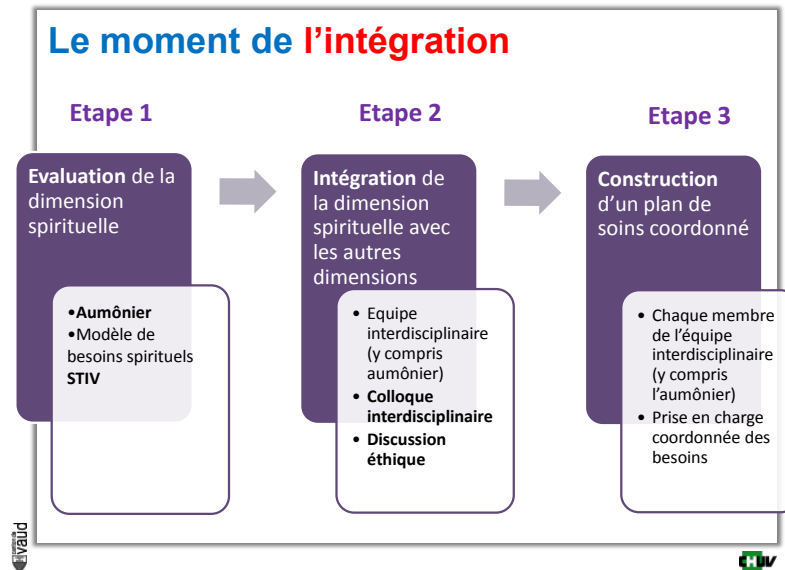 Le moment de l’intégration
Etape 1
Etape 2
Etape 3
Evaluation de la
dimension
spirituelle
•Aumônier
•Modèle de
besoins spirituels
STIV
Intégration de
la dimension
spirituelle avec
les autres
dimensions
• Equipe
interdisciplinaire
(y compris
aumônier)
• Colloque
interdisciplinaire
• Discussion
éthique
Construction
d’un plan de
soins coordonné
• Chaque membre
de l’équipe
interdisciplinaire
(y compris
l’aumônier)
• Prise en charge
coordonnée des
besoins
vaud
CHUV